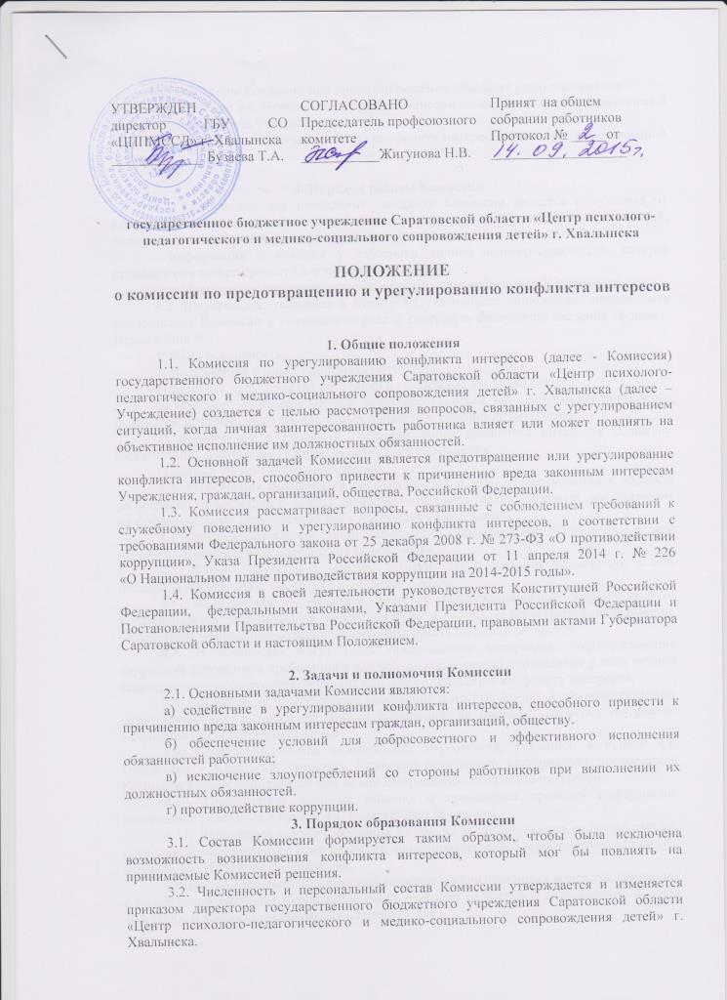 УТВЕРЖДЕН
директор ГБУ СО
«ЦППМССД» г. Хвалынска
Бузаева Т.А.
СОГЛАСОВАНО
Председатель профсоюзного
комитете
Жигунова Н.В.
Принят на общем
собрании работников
Протокол № 2 от
14. 09. 2015г.
государственное бюджетное учреждение Саратовской области «Центр психолого-
педагогического и медико-социального сопровождения детей» г. Хвалынска
ПОЛОЖЕНИЕ
о комиссии по предотвращению и урегулированию конфликта интересов
1. Общие положения
1.1. Комиссия по урегулированию конфликта интересов (далее - Комиссия)
государственного бюджетного учреждения Саратовской области «Центр психолого-
педагогического и медико-социального сопровождения детей» г. Хвалынска (далее –
Учреждение) создается с целью рассмотрения вопросов, связанных с урегулированием
ситуаций, когда личная заинтересованность работника влияет или может повлиять на
объективное исполнение им должностных обязанностей.
1.2. Основной задачей Комиссии является предотвращение или урегулирование
конфликта интересов, способного привести к причинению вреда законным интересам
Учреждения, граждан, организаций, общества, Российской Федерации.
1.3. Комиссия рассматривает вопросы, связанные с соблюдением требований к
служебному поведению и урегулированию конфликта интересов, в соответствии с
требованиями Федерального закона от 25 декабря 2008 г. № 273-ФЗ «О противодействии
коррупции», Указа Президента Российской Федерации от 11 апреля 2014 г. № 226
«О Национальном плане противодействия коррупции на 2014-2015 годы».
1.4. Комиссия в своей деятельности руководствуется Конституцией Российской
Федерации, федеральными законами, Указами Президента Российской Федерации и
Постановлениями Правительства Российской Федерации, правовыми актами Губернатора
Саратовской области и настоящим Положением.
2. Задачи и полномочия Комиссии
2.1. Основными задачами Комиссии являются:
а) содействие в урегулировании конфликта интересов, способного привести к
причинению вреда законным интересам граждан, организаций, обществу.
б) обеспечение условий для добросовестного и эффективного исполнения
обязанностей работника;
в) исключение злоупотреблений со стороны работников при выполнении их
должностных обязанностей.
г) противодействие коррупции.
3. Порядок образования Комиссии
3.1. Состав Комиссии формируется таким образом, чтобы была исключена
возможность возникновения конфликта интересов, который мог бы повлиять на
принимаемые Комиссией решения.
3.2. Численность и персональный состав Комиссии утверждается и изменяется
приказом директора государственного бюджетного учреждения Саратовской области
«Центр психолого-педагогического и медико-социального сопровождения детей» г.
Хвалынска.